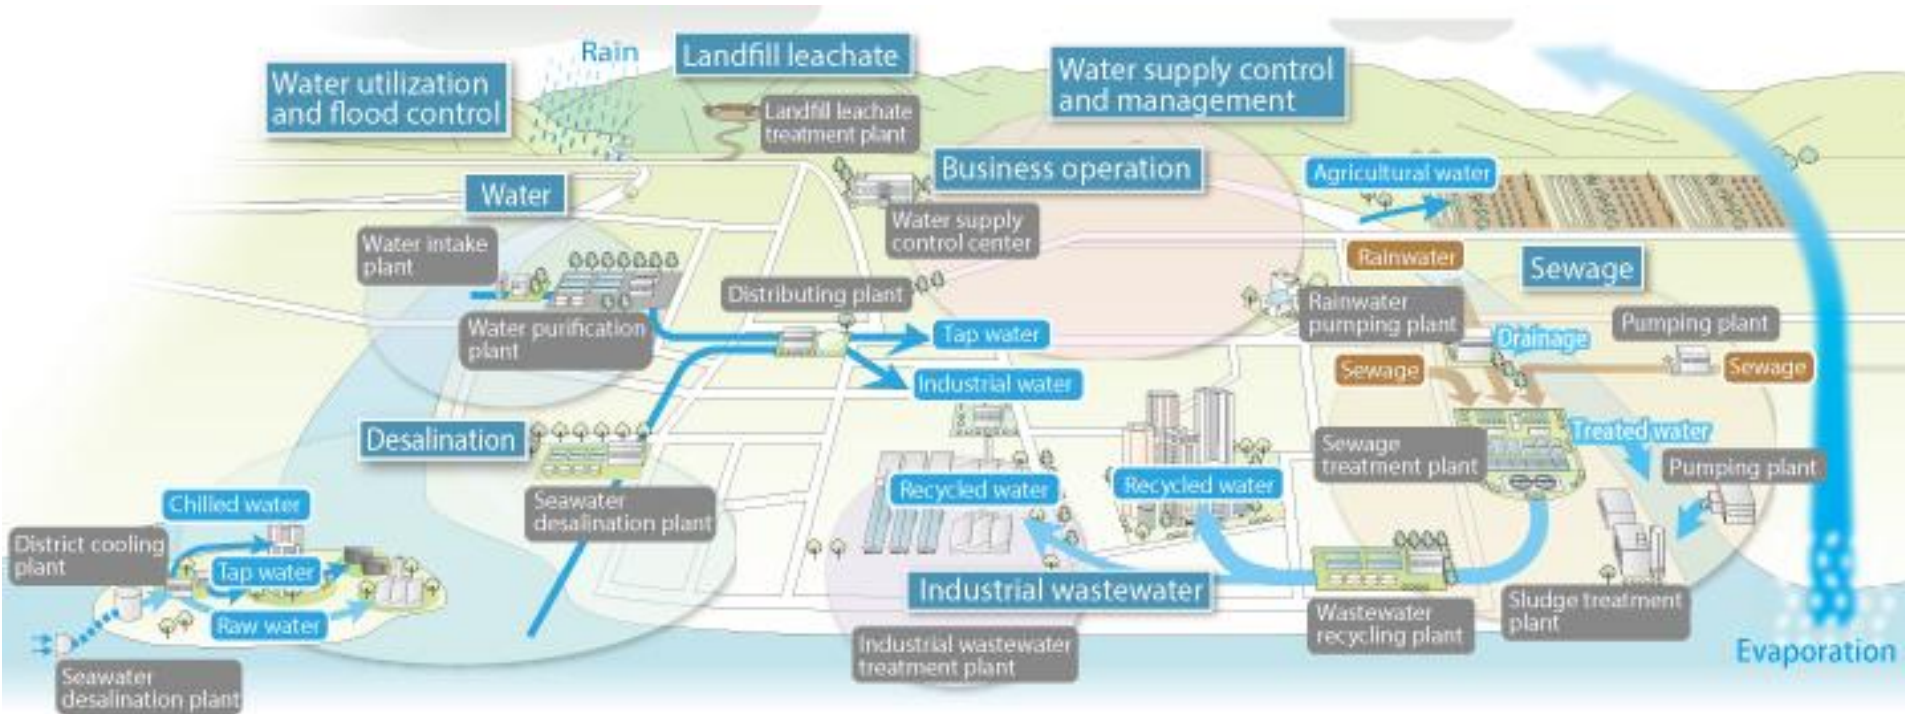 Rain
Landfill leachate
Water supply control
and management
Water utilization
and flood control
Landfill leachate
treatment plant
Business operation
Agricultural water
Water
Water supply
control center
Water intake
plant
Rainwater
Sewage
Distributing plant
Rainwater
pumping plant
Pumping plant
Water purification
plant
Tap water
Drainage
Sewage
Sewage
Industrial water
Desalination
Treated water
Sewage
treatment plant
Pumping plant
Recycled water
Recycled water
Chilled water
Seawater
desalination plant
District cooling
plant
Tap water
Industrial wastewater
Sludge treatment
plant
Raw water
Wastewater
recycling plant
Industrial wastewater
treatment plant
Evaporation
Seawater
desalination plant